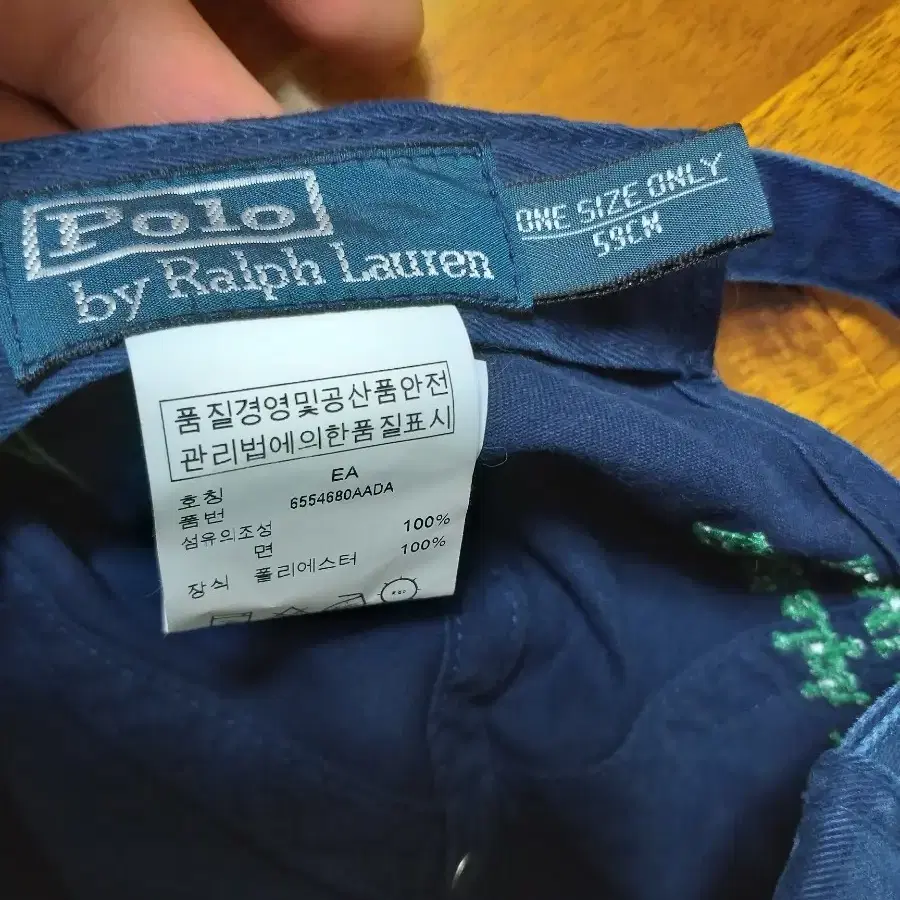 Polo
by Ralph Lauren
ONE SIZE ONLY
59CM
품질경영및공산품안전
관리법에의한품질표시
호칭 EA
품번 6554680AADA
섬유의조성
면 100%
장식 폴리에스터 100%